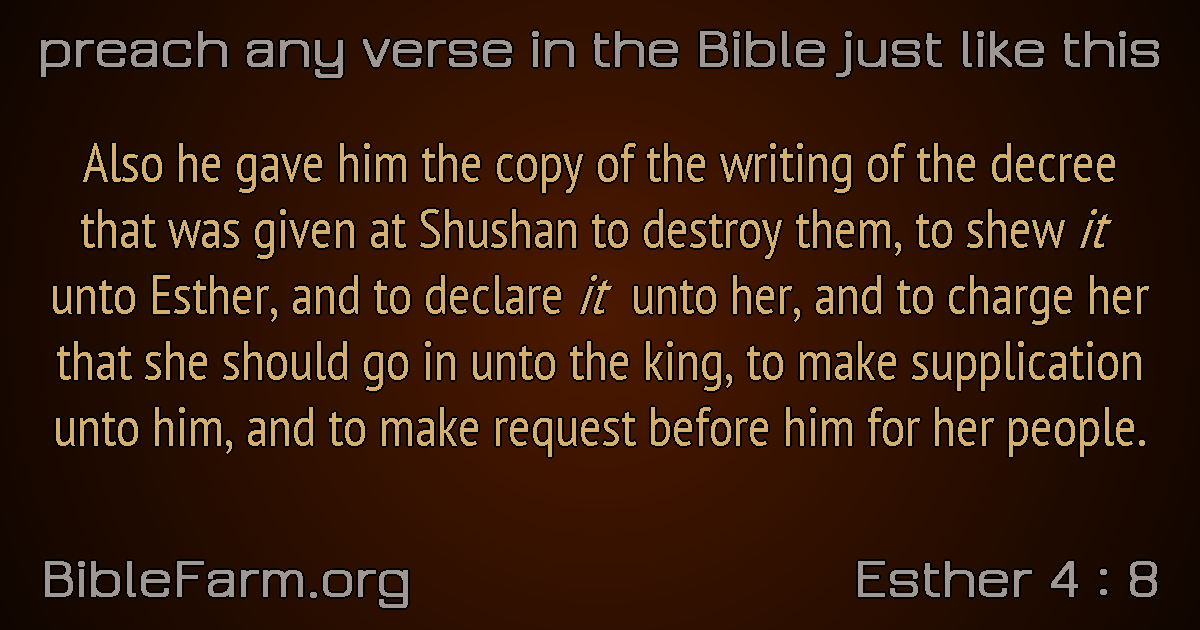 preach any verse in the Bible just like this
Also he gave him the copy of the writing of the decree
that was given at Shushan to destroy them, to shew it
unto Esther, and to declare it unto her, and to charge her
that she should go in unto the king, to make supplication
unto him, and to make request before him for her people.
BibleFarm.org
Esther 4 : 8